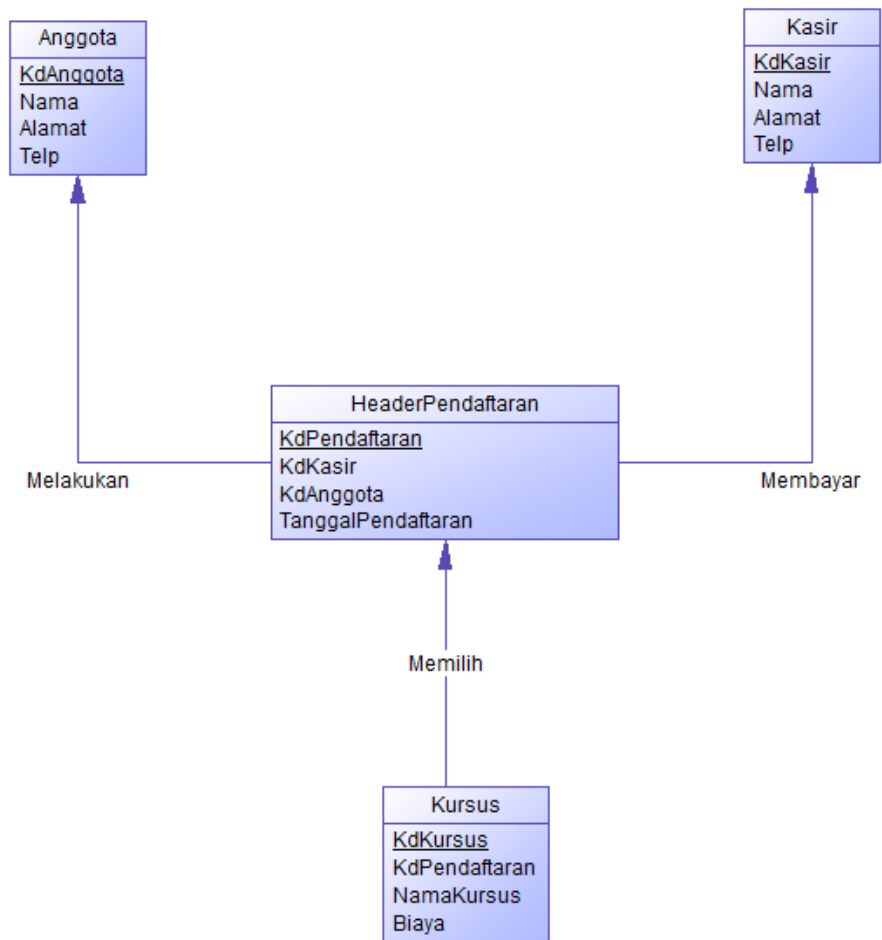 Anggota
KdAnggota
Nama
Alamat
Telp
Kasir
KdKasir
Nama
Alamat
Telp
HeaderPendaftaran
KdPendaftaran
KdKasir
KdAnggota
TanggalPendaftaran
Melakukan
Membayar
Memilih
Kursus
KdKursus
KdPendaftaran
NamaKursus
Biaya